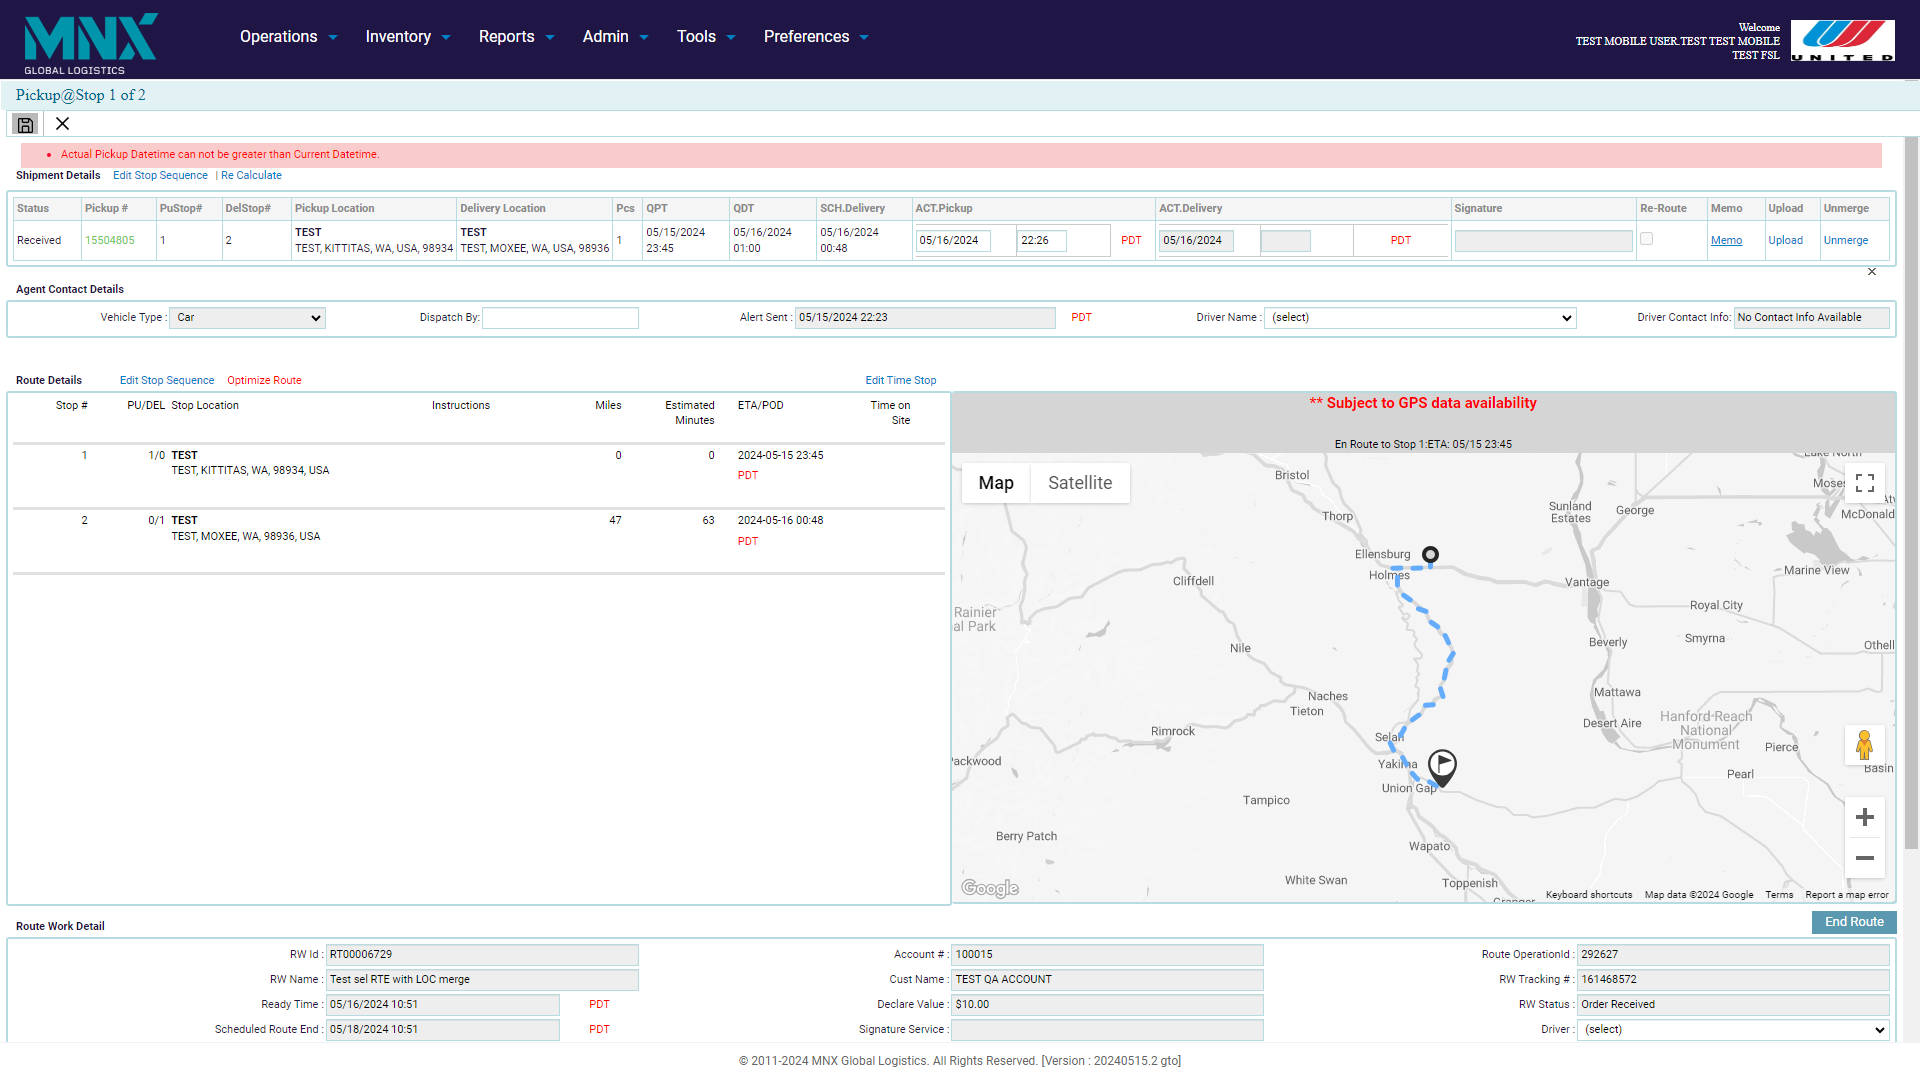 MNX
GLOBAL LOGISTICS
Operations Inventory Reports Admin Tools Preferences
Welcome
TEST MOBILE USER.TEST TEST MOBILE
TEST FSL
UNITED
Pickup@Stop 1 of 2
Actual Pickup Datetime can not be greater than Current Datetime.
Shipment Details Edit Stop Sequence | Re Calculate
Status Pickup # PuStop# DelStop# Pickup Location Delivery Location Pcs QPT QDT SCH.Delivery ACT.Pickup ACT.Delivery Signature Re-Route Memo Upload Unmerge
Received 15504805 1 2 TEST TEST, KITTITAS, WA, USA, 98934 TEST TEST, MOXEE, WA, USA, 98936 1 05/15/2024 23:45 05/16/2024 01:00 05/16/2024 00:48 05/16/2024 22:26 PDT 05/16/2024 PDT Memo Upload Unmerge
Agent Contact Details
Vehicle Type : Car Dispatch By: Alert Sent : 05/15/2024 22:23 PDT Driver Name : (select) Driver Contact Info: No Contact Info Available
Route Details Edit Stop Sequence Optimize Route Edit Time Stop
Stop # PU/DEL Stop Location Instructions Miles Estimated Minutes ETA/POD Time on Site
1 1/0 TEST 0 0 2024-05-15 23:45
TEST, KITTITAS, WA, 98934, USA
PDT
2 0/1 TEST 47 63 2024-05-16 00:48
TEST, MOXEE, WA, 98936, USA
PDT
** Subject to GPS data availability
En Route to Stop 1:ETA: 05/15 23:45
Map Satellite
Bristol
Moses
Sunland Estates
George
McDonald
Thorp
Ellensburg
Holmes
Marine View
Cliffdell
Vantage
Royal City
Rainier
al Park
Smyrna
Beverly
Othell
Nile
Mattawa
Naches
Tieton
Desert Aire
Hanford-Reach National Monument
Rimrock
Selah
Pierce
Packwood
Yakima
Basin
Pearl
Union Gap
Tampico
Berry Patch
Wapato
White Swan
Toppenish
Granger
Google
Keyboard shortcuts Map data ©2024 Google Terms Report a map error
Route Work Detail End Route
RW Id : RT00006729 Account # : 100015 Route OperationId : 292627
RW Name : Test sel RTE with LOC merge Cust Name : TEST QA ACCOUNT RW Tracking # : 161468572
Ready Time : 05/16/2024 10:51 PDT Declare Value : $10.00 RW Status : Order Received
Scheduled Route End : 05/18/2024 10:51 PDT Signature Service : Driver : (select)
© 2011-2024 MNX Global Logistics. All Rights Reserved. [Version : 20240515.2 gto]